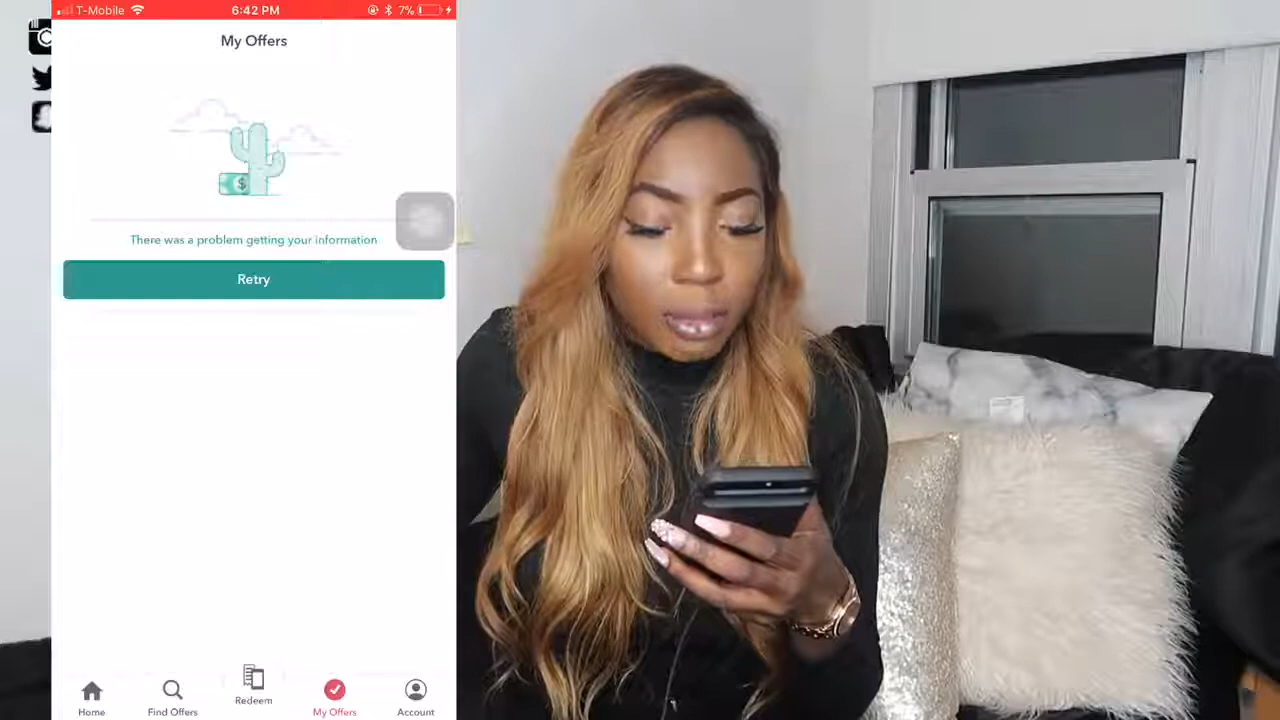 T-Mobile 6:42 PM 7%
My Offers
$
There was a problem getting your information
Retry
Home Find Offers Redeem My Offers Account